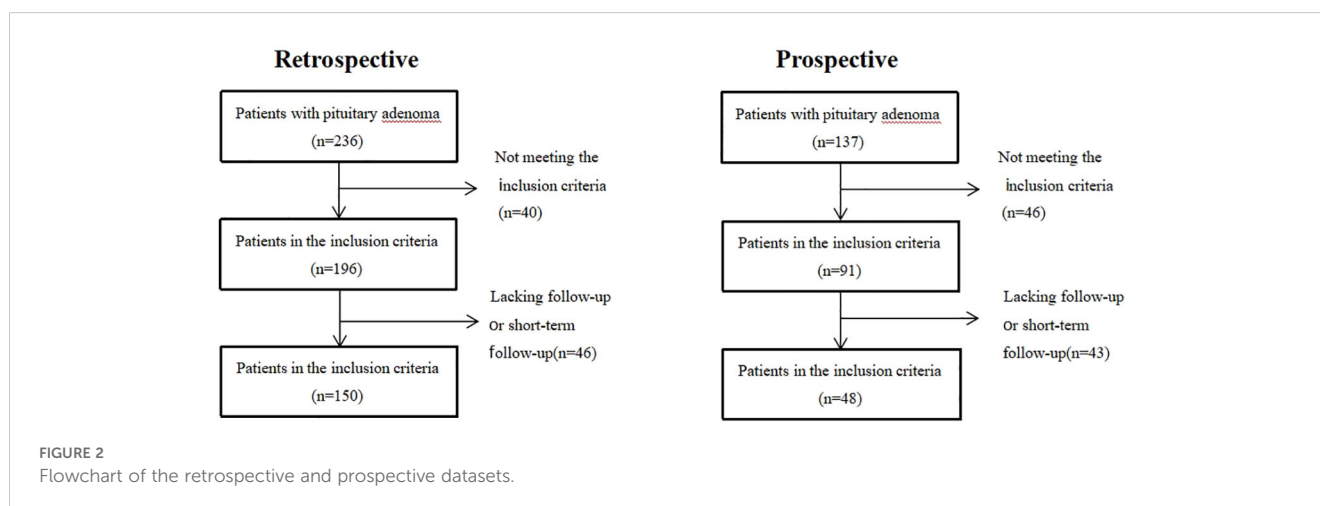 Retrospective
Patients with pituitary adenoma
(n=236)
Not meeting the
inclusion criteria
(n=40)
Patients in the inclusion criteria
(n=196)
Lacking follow-up
Or short-term
follow-up(n=46)
Patients in the inclusion criteria
(n=150)
Prospective
Patients with pituitary adenoma
(n=137)
Not meeting the
inclusion criteria
(n=46)
Patients in the inclusion criteria
(n=91)
Lacking follow-up
Or short-term
follow-up(n=43)
Patients in the inclusion criteria
(n=48)
FIGURE 2
Flowchart of the retrospective and prospective datasets.